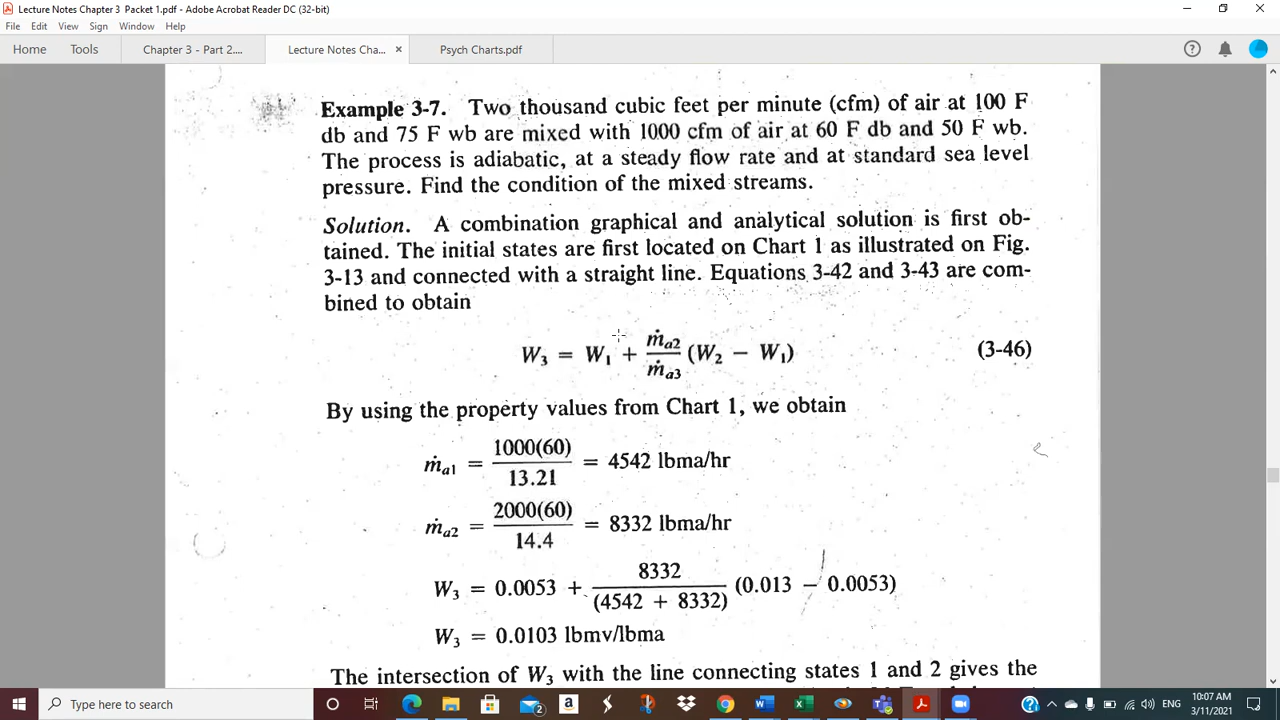 Lecture Notes Chapter 3 Packet 1.pdf - Adobe Acrobat Reader DC (32-bit)
File Edit View Sign Window Help
Home Tools Chapter 3 - Part 2.... Lecture Notes Cha... × Psych Charts.pdf
Example 3-7. Two thousand cubic feet per minute (cfm) of air at 100 F
db and 75 F wb are mixed with 1000 cfm of air at 60 F db and 50 F wb.
The process is adiabatic, at a steady flow rate and at standard sea level
pressure. Find the condition of the mixed streams.
Solution. A combination graphical and analytical solution is first ob-
tained. The initial states are first located on Chart 1 as illustrated on Fig.
3-13 and connected with a straight line. Equations 3-42 and 3-43 are com-
bined to obtain
W₃ = W₁ + ṁa2/ṁa3 (W₂ − W₁) (3-46)
By using the property values from Chart 1, we obtain
ṁa1 = 1000(60)/13.21 = 4542 lbma/hr
ṁa2 = 2000(60)/14.4 = 8332 lbma/hr
W₃ = 0.0053 + 8332/(4542 + 8332) (0.013 − 0.0053)
W₃ = 0.0103 lbmv/lbma
The intersection of W₃ with the line connecting states 1 and 2 gives the
Type here to search
ENG
10:07 AM
3/11/2021